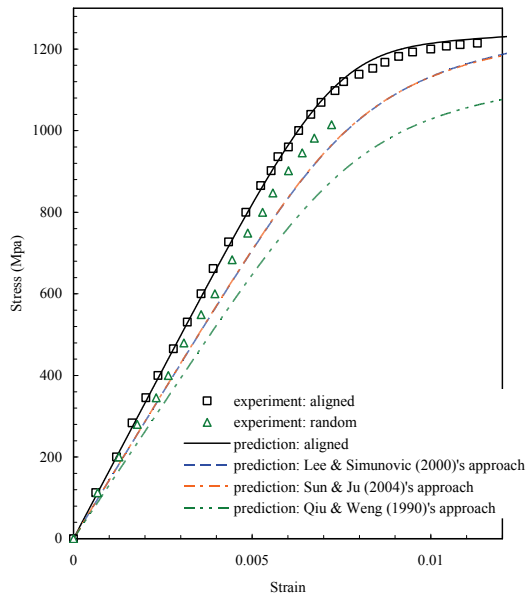 1200
1000
800
600
400
200
0
Stress (Mpa)
experiment: aligned
experiment: random
prediction: aligned
prediction: Lee & Simunovic (2000)'s approach
prediction: Sun & Ju (2004)'s approach
prediction: Qiu & Weng (1990)'s approach
0 0.005 0.01
Strain